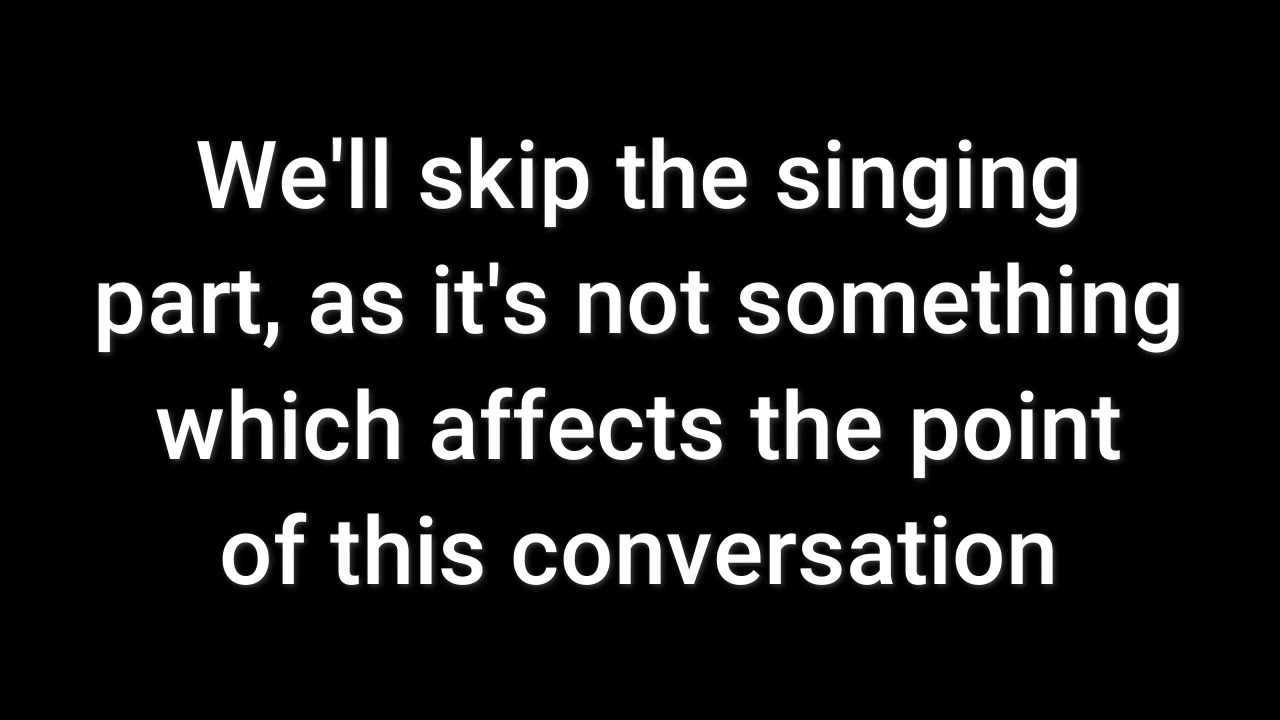 We'll skip the singing
part, as it's not something
which affects the point
of this conversation